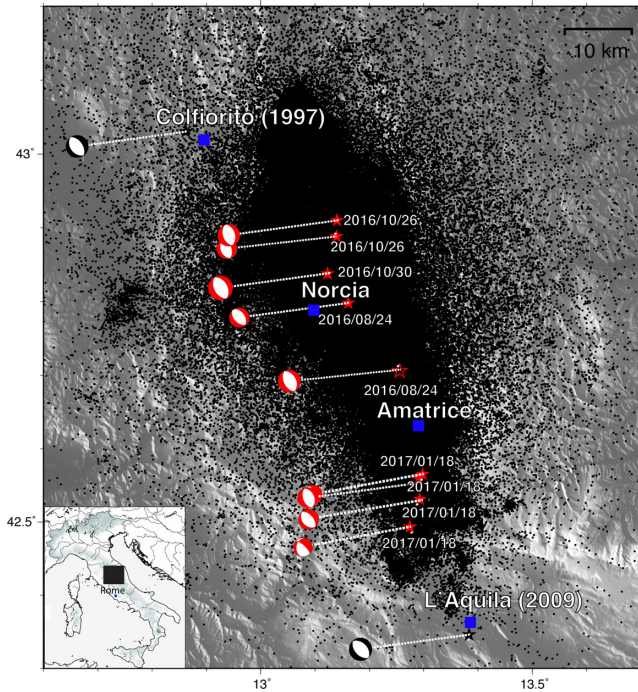 10 km
Colfiorito (1997)
43°
2016/10/26
2016/10/26
2016/10/30
Norcia
2016/08/24
2016/08/24
Amatrice
2017/01/18
2017/01/18
2017/01/18
42.5°
2017/01/18
Rome
L Aquila (2009)
13°
13.5°